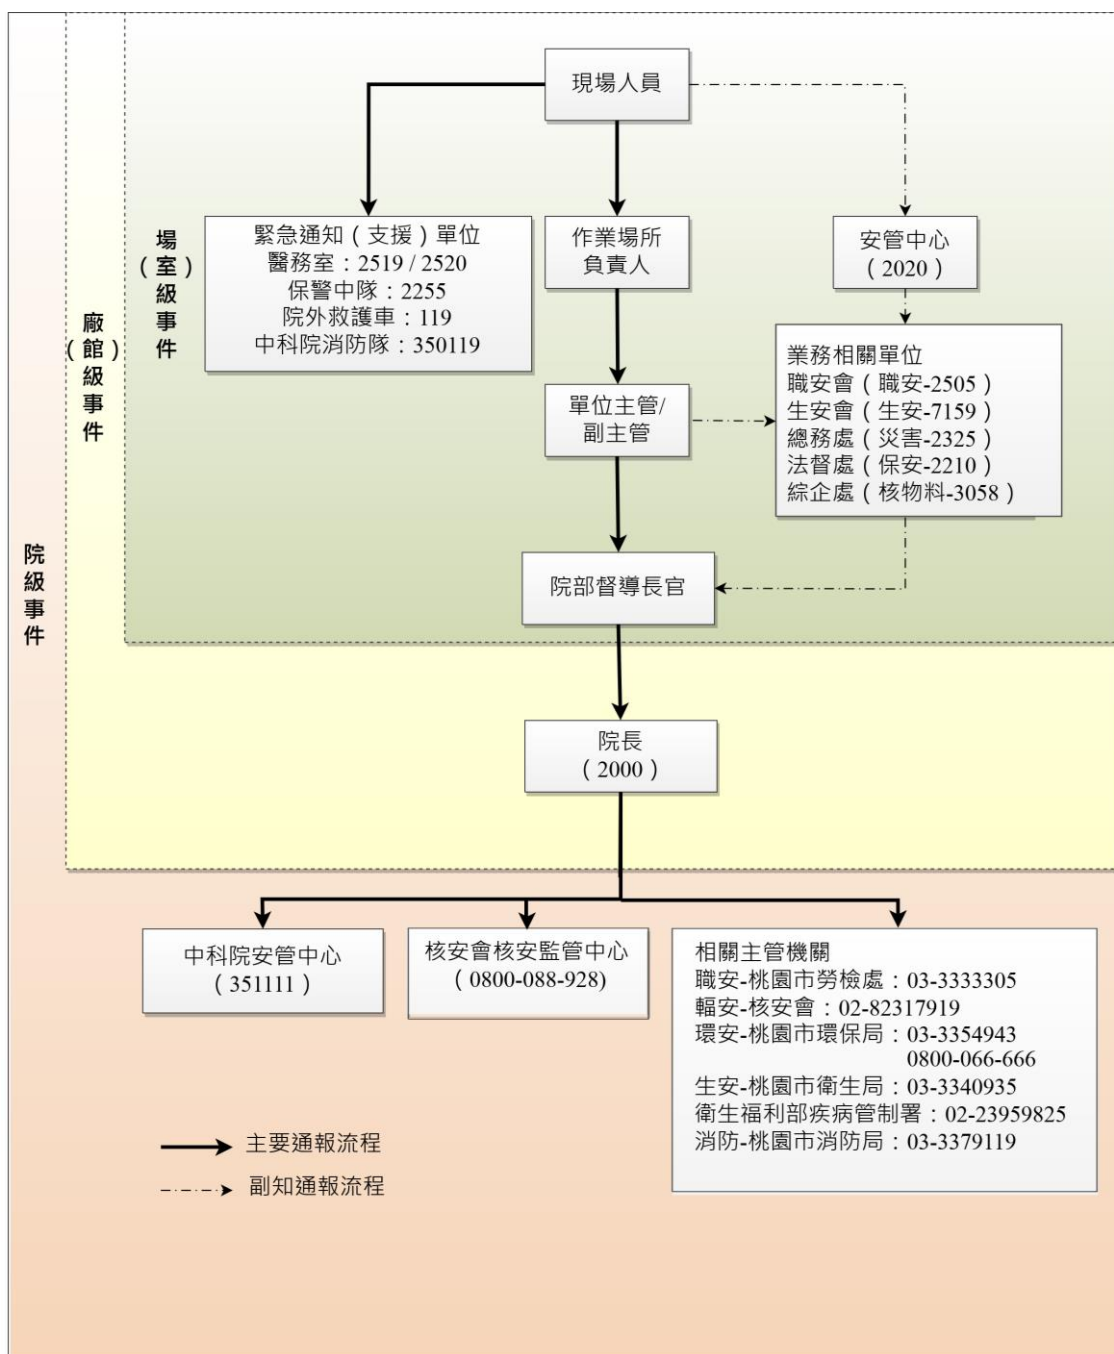 現場人員
緊急通知（支援）單位
醫務室：2519 / 2520
保警中隊：2255
院外救護車：119
中科院消防隊：350119
作業場所
負責人
安管中心
（2020）
場（室）級事件
廠（館）級事件
院級事件
業務相關單位
職安會（職安-2505）
生安會（生安-7159）
總務處（災害-2325）
法督處（保安-2210）
綜企處（核物料-3058）
單位主管/
副主管
院部督導長官
院長
（2000）
中科院安管中心
（351111）
核安會核安監管中心
（0800-088-928)
相關主管機關
職安-桃園市勞檢處：03-3333305
輻安-核安會：02-82317919
環安-桃園市環保局：03-3354943
0800-066-666
生安-桃園市衛生局：03-3340935
衛生福利部疾病管制署：02-23959825
消防-桃園市消防局：03-3379119
主要通報流程
副知通報流程